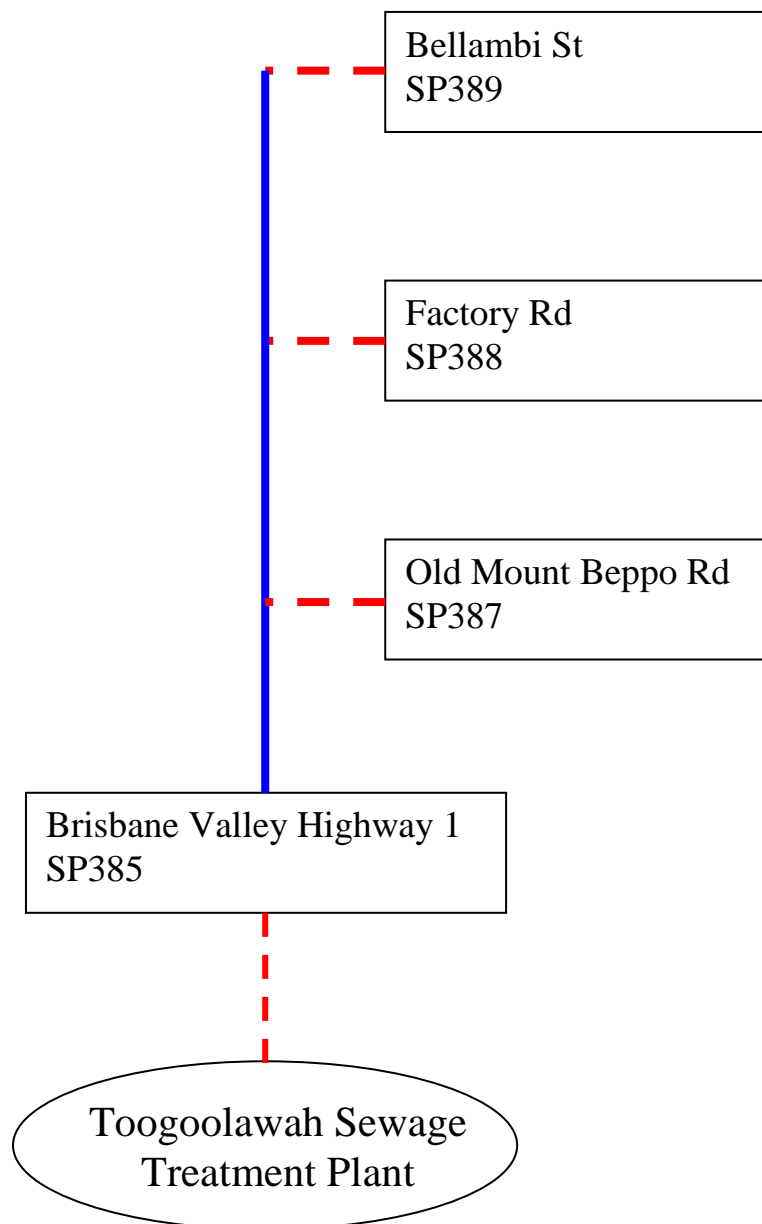 Bellambi St
SP389
Factory Rd
SP388
Old Mount Beppo Rd
SP387
Brisbane Valley Highway 1
SP385
Toogoolawah Sewage
Treatment Plant